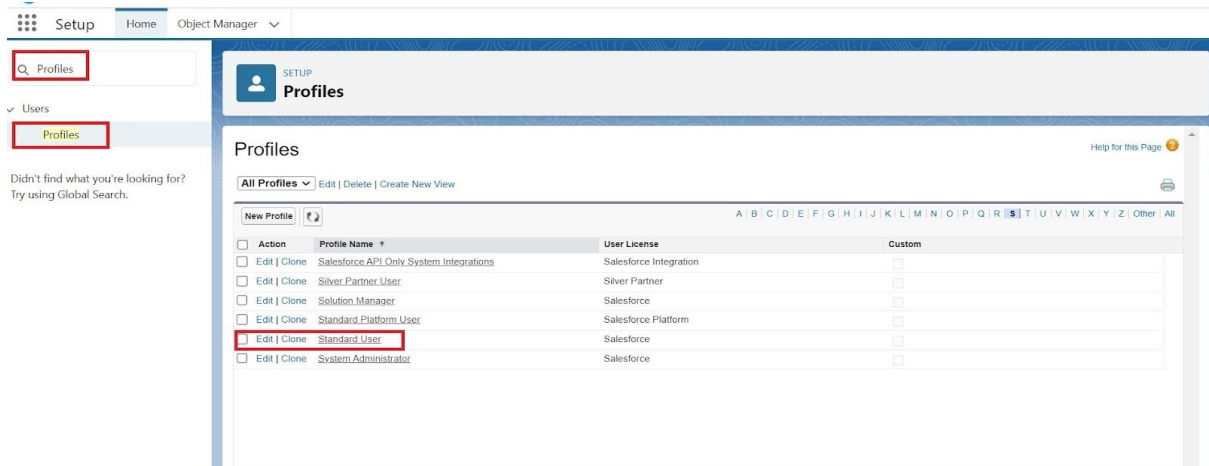 Setup Home Object Manager
Profiles
Users
Profiles
Didn't find what you're looking for?
Try using Global Search.
SETUP
Profiles
Profiles
Help for this Page ?
All Profiles Edit | Delete | Create New View
New Profile A | B | C | D | E | F | G | H | I | J | K | L | M | N | O | P | Q | R | S | T | U | V | W | X | Y | Z | Other | All
Action Profile Name ↑ User License Custom
Edit | Clone Salesforce API Only System Integrations Salesforce Integration
Edit | Clone Silver Partner User Silver Partner
Edit | Clone Solution Manager Salesforce
Edit | Clone Standard Platform User Salesforce Platform
Edit | Clone Standard User Salesforce
Edit | Clone System Administrator Salesforce